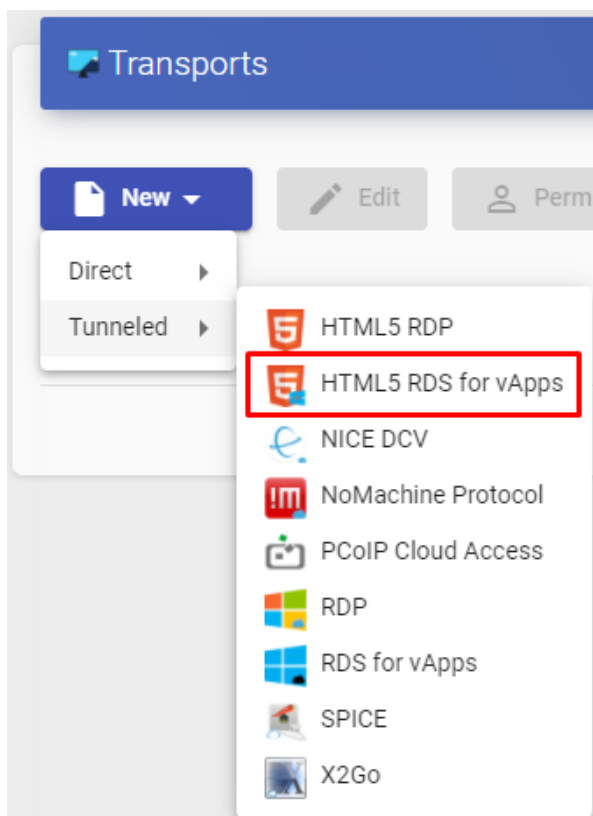 Transports
New
Edit
Perm
Direct
Tunneled
HTML5 RDP
HTML5 RDS for vApps
NICE DCV
NoMachine Protocol
PCoIP Cloud Access
RDP
RDS for vApps
SPICE
X2Go